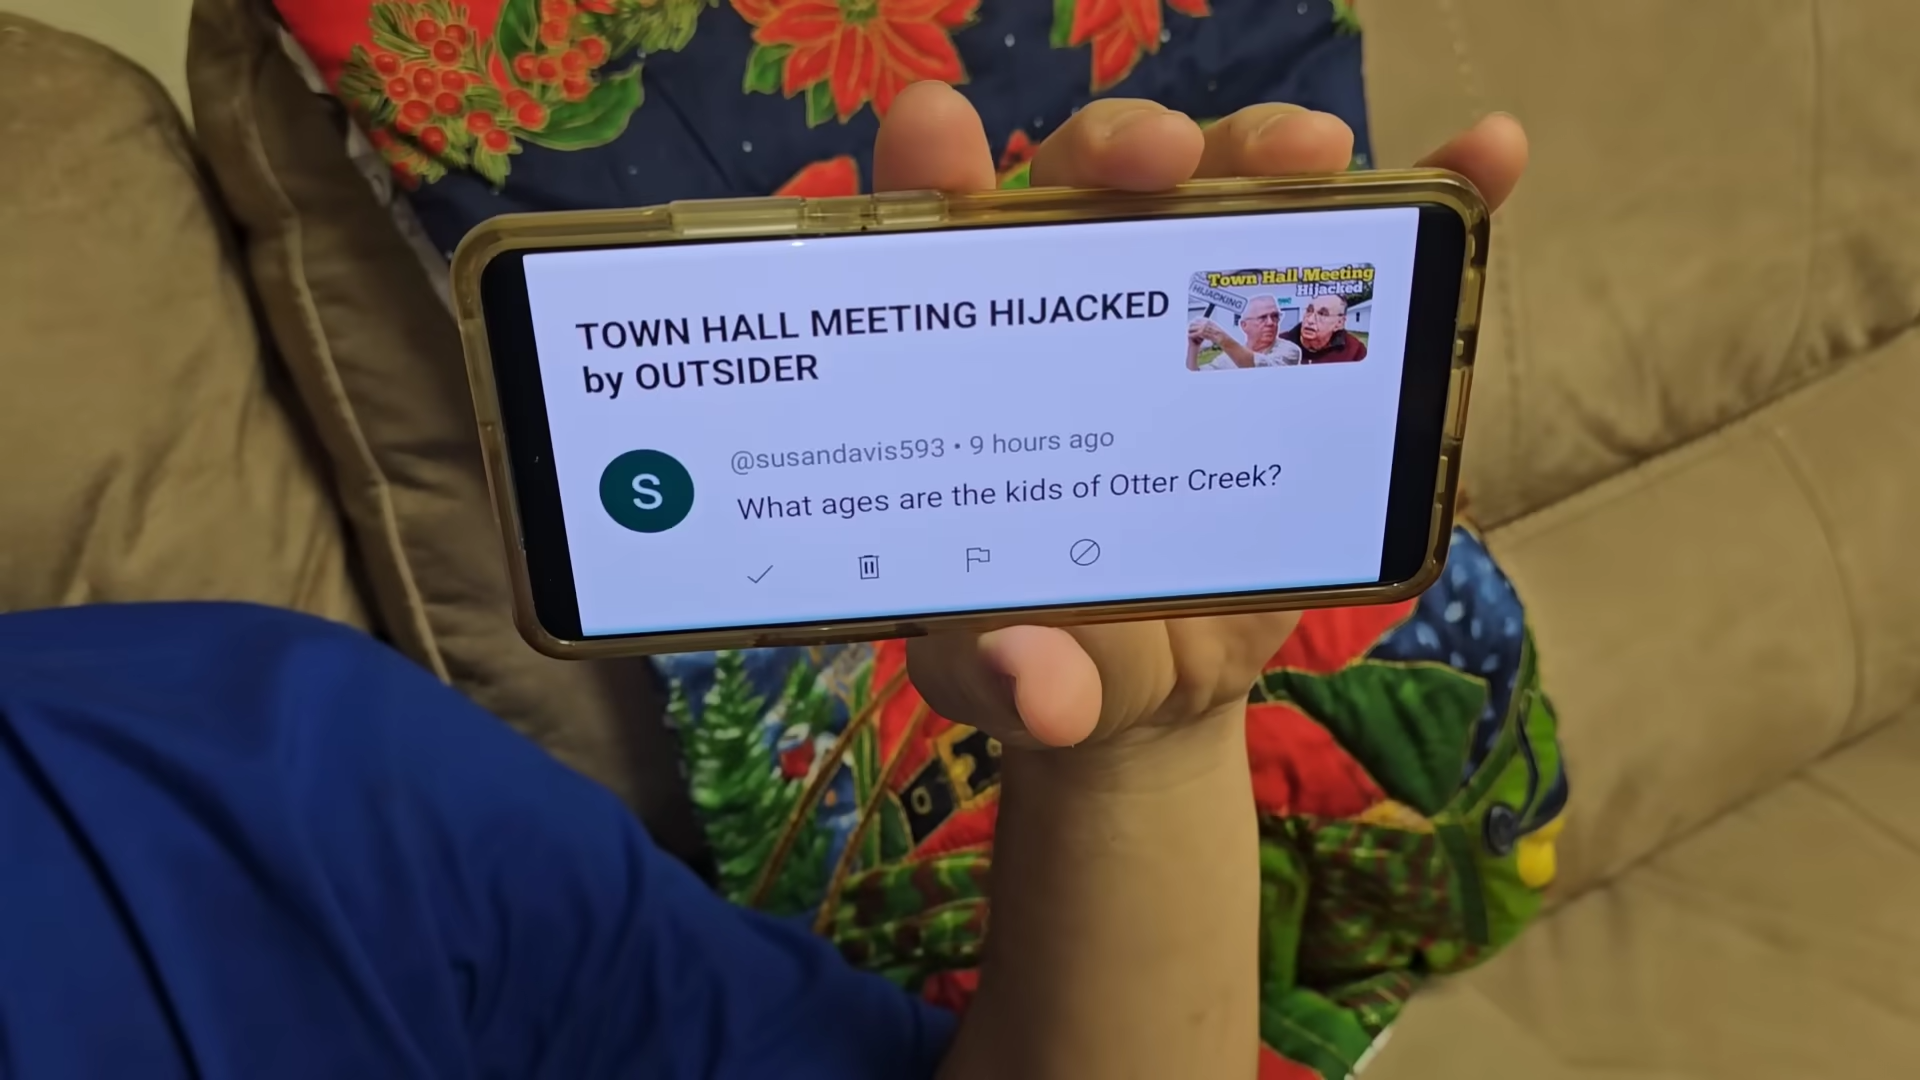 TOWN HALL MEETING HIJACKED
by OUTSIDER
Town Hall Meeting
Hijacked
HIJACKING
S
@susandavis593 • 9 hours ago
What ages are the kids of Otter Creek?